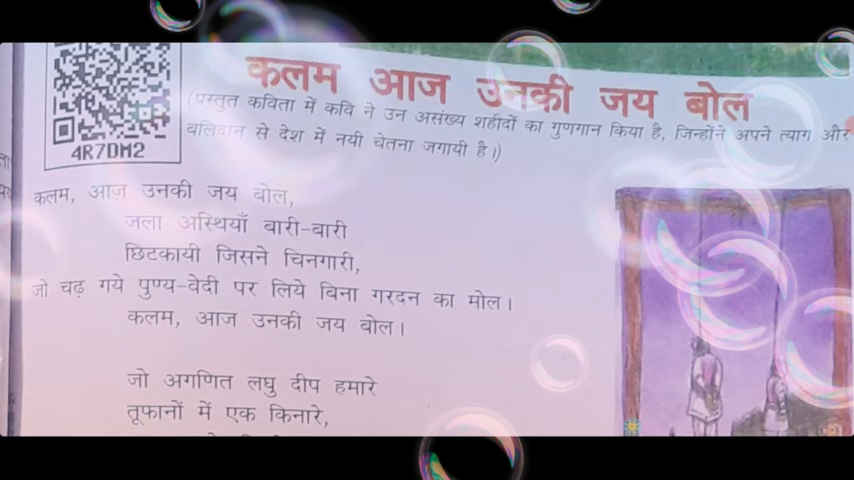 4R7DM2
कलम आज उनकी जय बोल
(प्रस्तुत कविता में कवि ने उन असंख्य शहीदों का गुणगान किया है, जिन्होंने अपने त्याग और
बलिदान से देश में नयी चेतना जगायी है।)
कलम, आज उनकी जय बोल,
जला अस्थियाँ बारी-बारी
छिटकायी जिसने चिनगारी,
जो चढ़ गये पुण्य-वेदी पर लिये बिना गरदन का मोल।
कलम, आज उनकी जय बोल।
जो अगणित लघु दीप हमारे
तूफानों में एक किनारे,